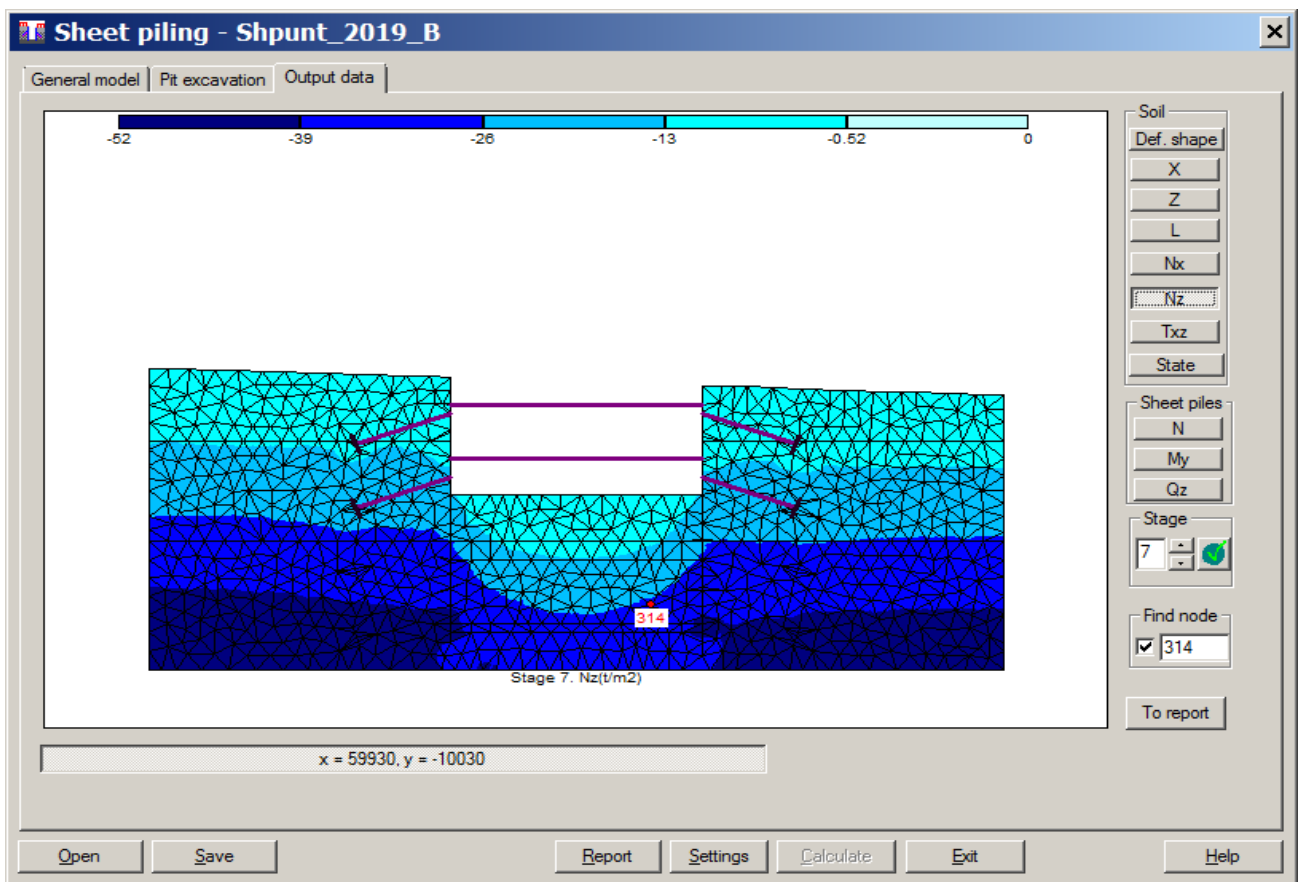 Sheet piling - Shpunt_2019_B
General model
Pit excavation
Output data
-52
-39
-26
-13
-0.52
0
314
Stage 7. Nz(t/m2)
x = 59930, y = -10030
Soil
Def. shape
X
Z
L
Nx
Nz
Txz
State
Sheet piles
N
My
Qz
Stage
7
Find node
314
To report
Open
Save
Report
Settings
Calculate
Exit
Help